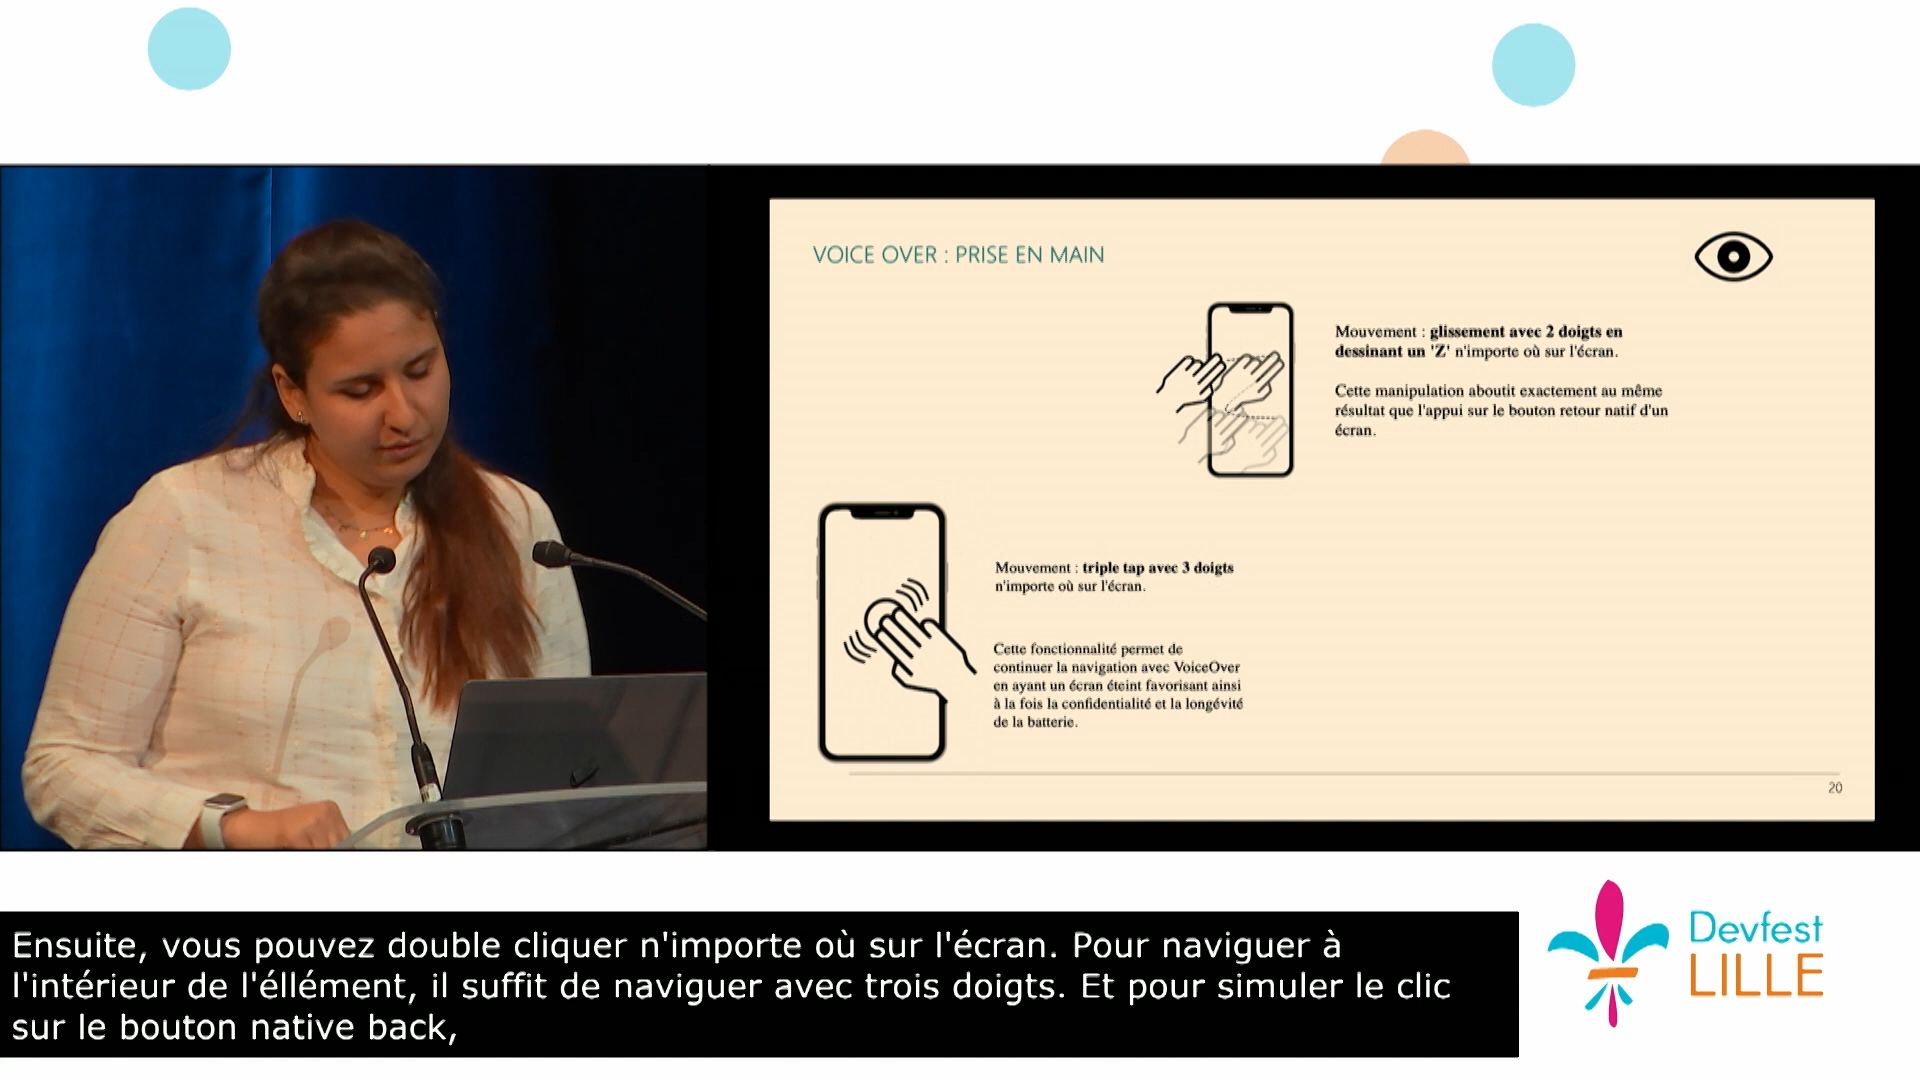 VOICE OVER : PRISE EN MAIN
Mouvement : glissement avec 2 doigts en
dessinant un 'Z' n'importe où sur l'écran.
Cette manipulation aboutit exactement au même
résultat que l'appui sur le bouton retour natif d'un
écran.
Mouvement : triple tap avec 3 doigts
n'importe où sur l'écran.
Cette fonctionnalité permet de
continuer la navigation avec VoiceOver
en ayant un écran éteint favorisant ainsi
à la fois la confidentialité et la longévité
de la batterie.
20
Ensuite, vous pouvez double cliquer n'importe où sur l'écran. Pour naviguer à
l'intérieur de l'éllément, il suffit de naviguer avec trois doigts. Et pour simuler le clic
sur le bouton native back,
Devfest
LILLE